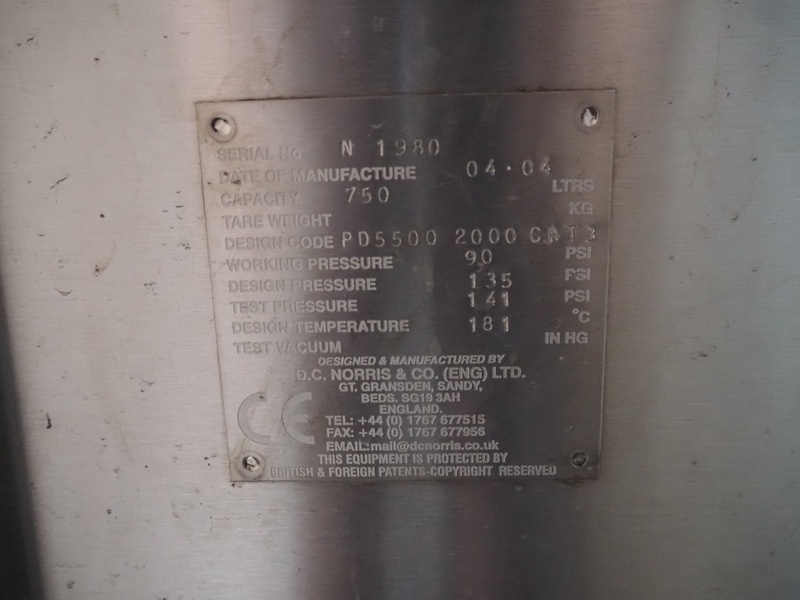 SERIAL No N 1980
DATE OF MANUFACTURE 04·04
CAPACITY 750 LTRS
TARE WEIGHT KG
DESIGN CODE PD5500 2000 CAT3
WORKING PRESSURE 90 PSI
DESIGN PRESSURE 135 PSI
TEST PRESSURE 141 PSI
DESIGN TEMPERATURE 181 °C
TEST VACUUM IN HG
DESIGNED & MANUFACTURED BY
D.C. NORRIS & CO. (ENG) LTD.
GT. GRANSDEN, SANDY,
BEDS. SG19 3AH
ENGLAND.
CE
TEL: +44 (0) 1767 677515
FAX: +44 (0) 1767 677956
EMAIL:mail@dcnorris.co.uk
THIS EQUIPMENT IS PROTECTED BY
BRITISH & FOREIGN PATENTS-COPYRIGHT RESERVED